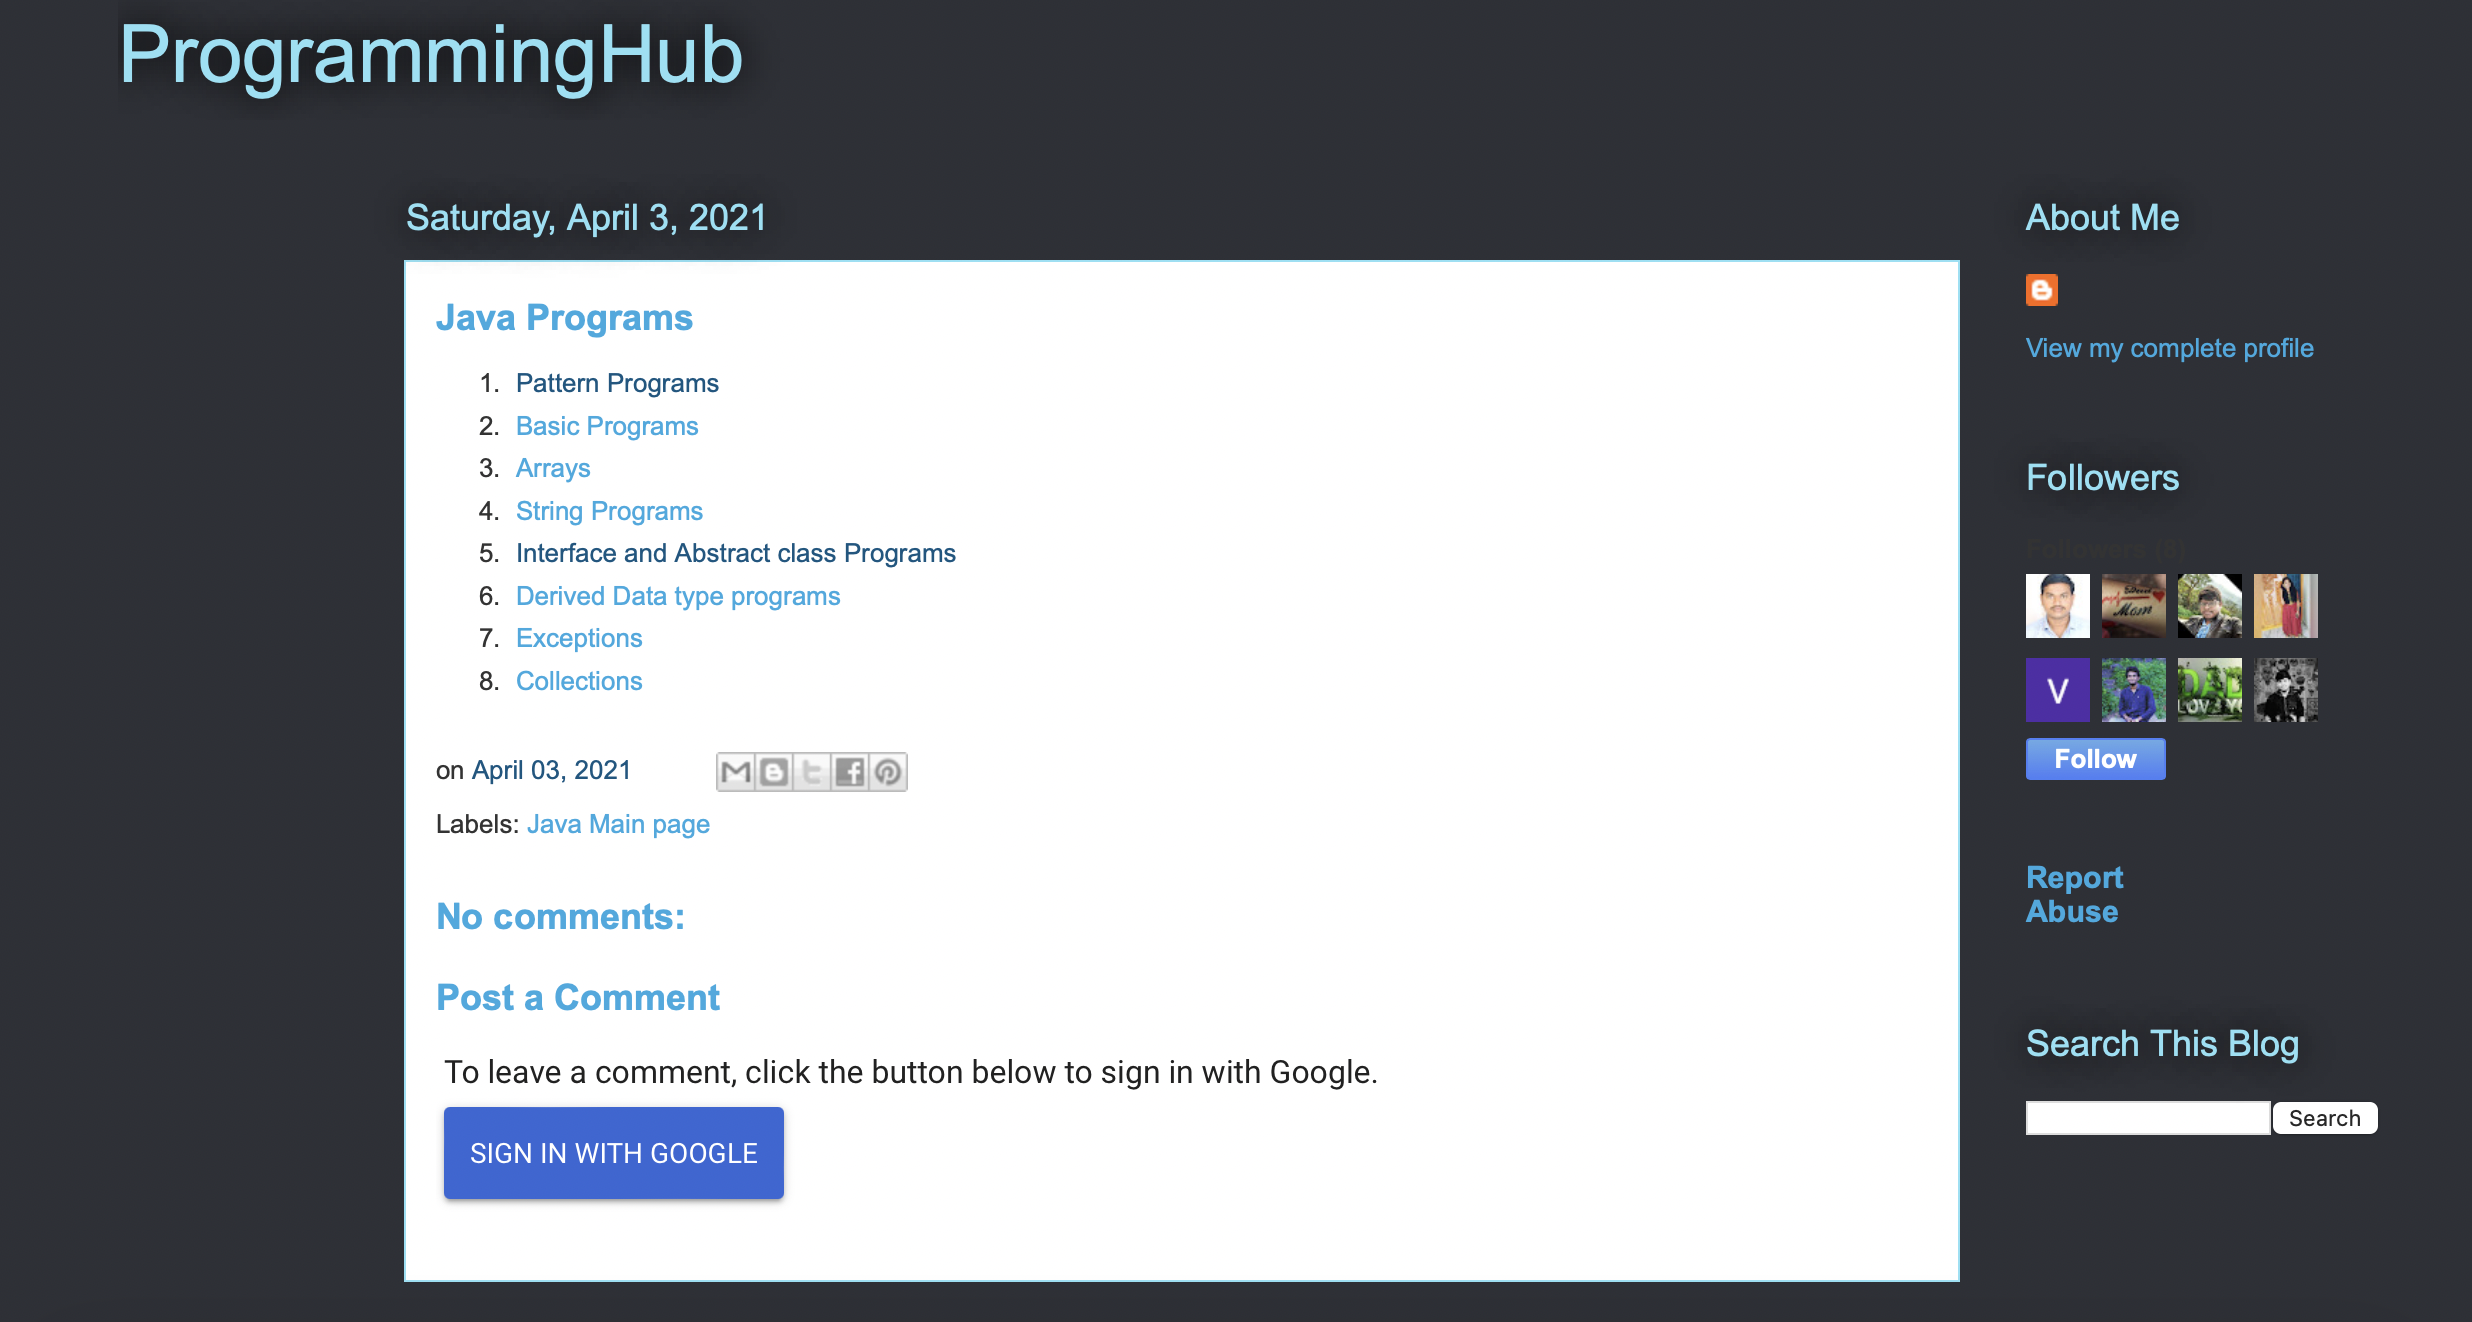 ProgrammingHub
Saturday, April 3, 2021
Java Programs
1. Pattern Programs
2. Basic Programs
3. Arrays
4. String Programs
5. Interface and Abstract class Programs
6. Derived Data type programs
7. Exceptions
8. Collections
on April 03, 2021
Labels: Java Main page
No comments:
Post a Comment
To leave a comment, click the button below to sign in with Google.
SIGN IN WITH GOOGLE
About Me
View my complete profile
Followers
Followers (8)
Mom
V
DAD
LOVE YO
Follow
Report
Abuse
Search This Blog
Search